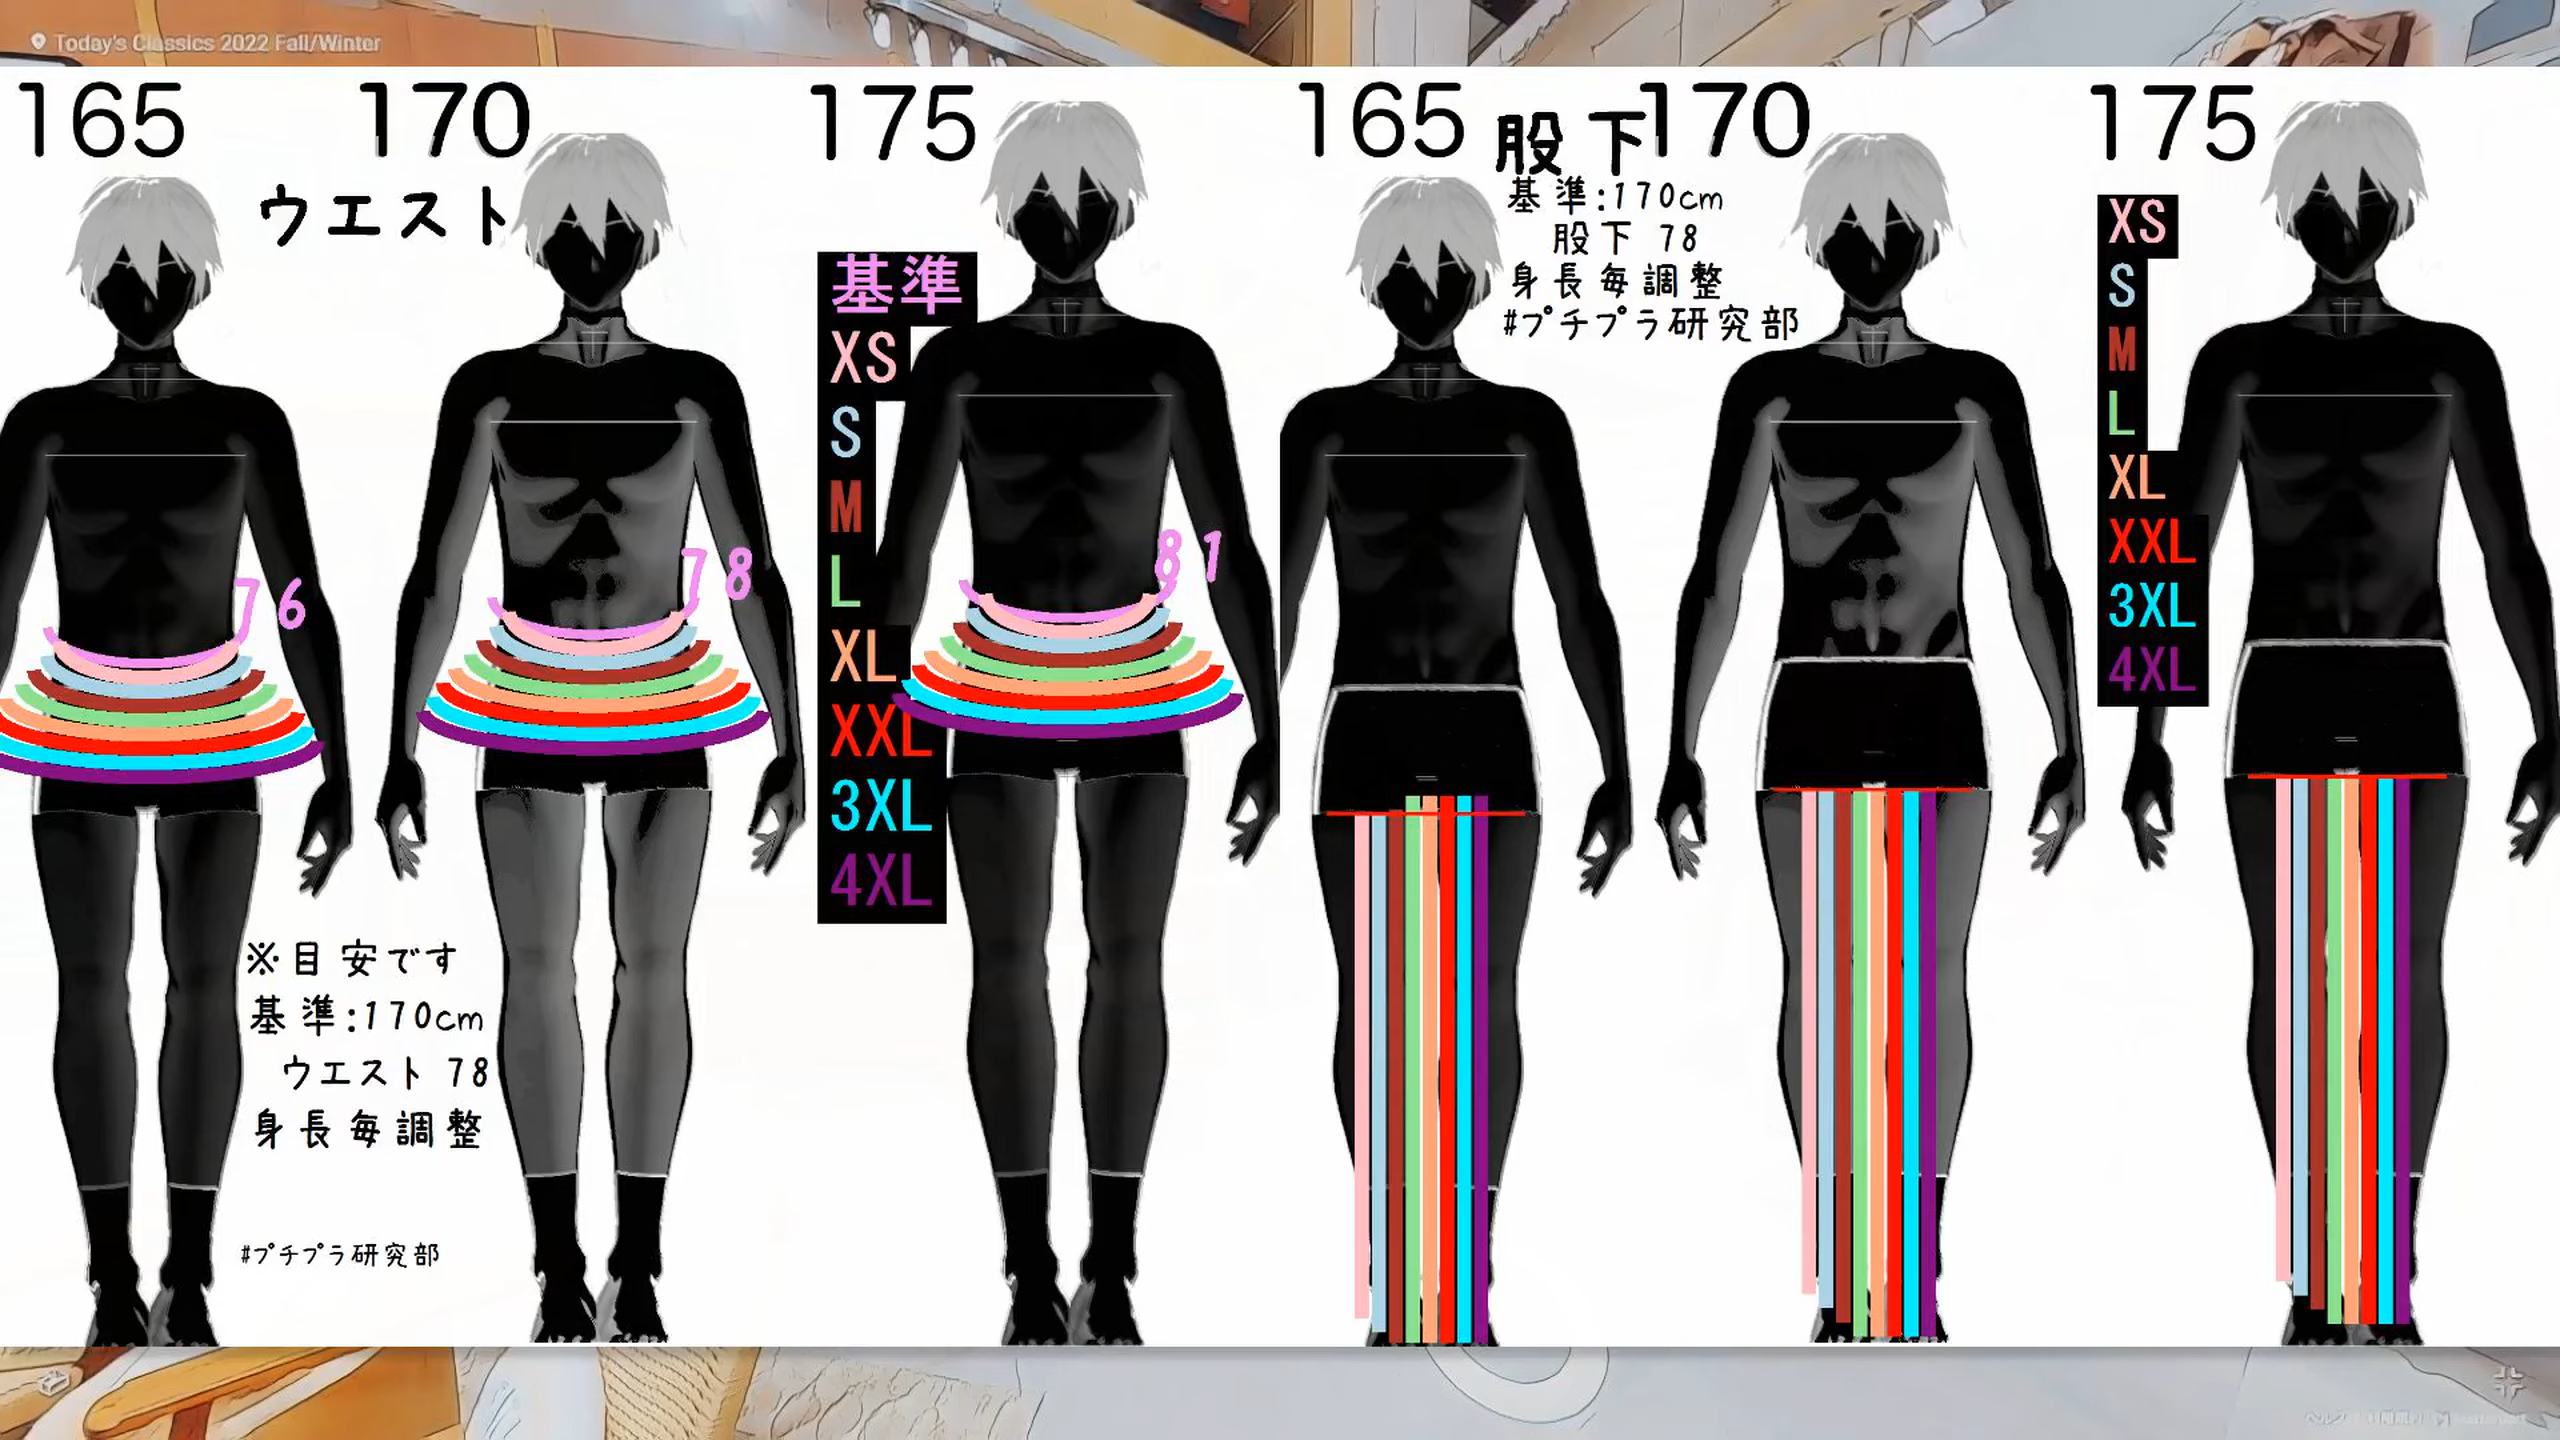 Today's Classics 2022 Fall/Winter
165
170
175
ウエスト
基準
XS
S
M
L
XL
XXL
3XL
4XL
76
78
81
※目安です
基準:170cm
ウエスト 78
身長毎調整
#プチプラ研究部
165
股下
170
175
基準:170cm
股下 78
身長毎調整
#プチプラ研究部
XS
S
M
L
XL
XXL
3XL
4XL